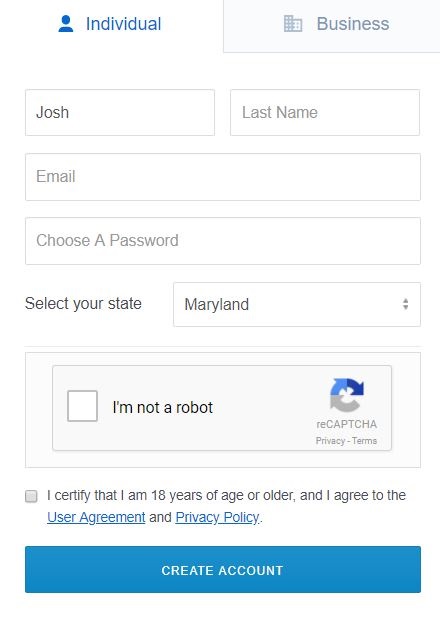 Individual Business
Josh Last Name
Email
Choose A Password
Select your state Maryland
I'm not a robot
reCAPTCHA
Privacy - Terms
I certify that I am 18 years of age or older, and I agree to the
User Agreement and Privacy Policy.
CREATE ACCOUNT